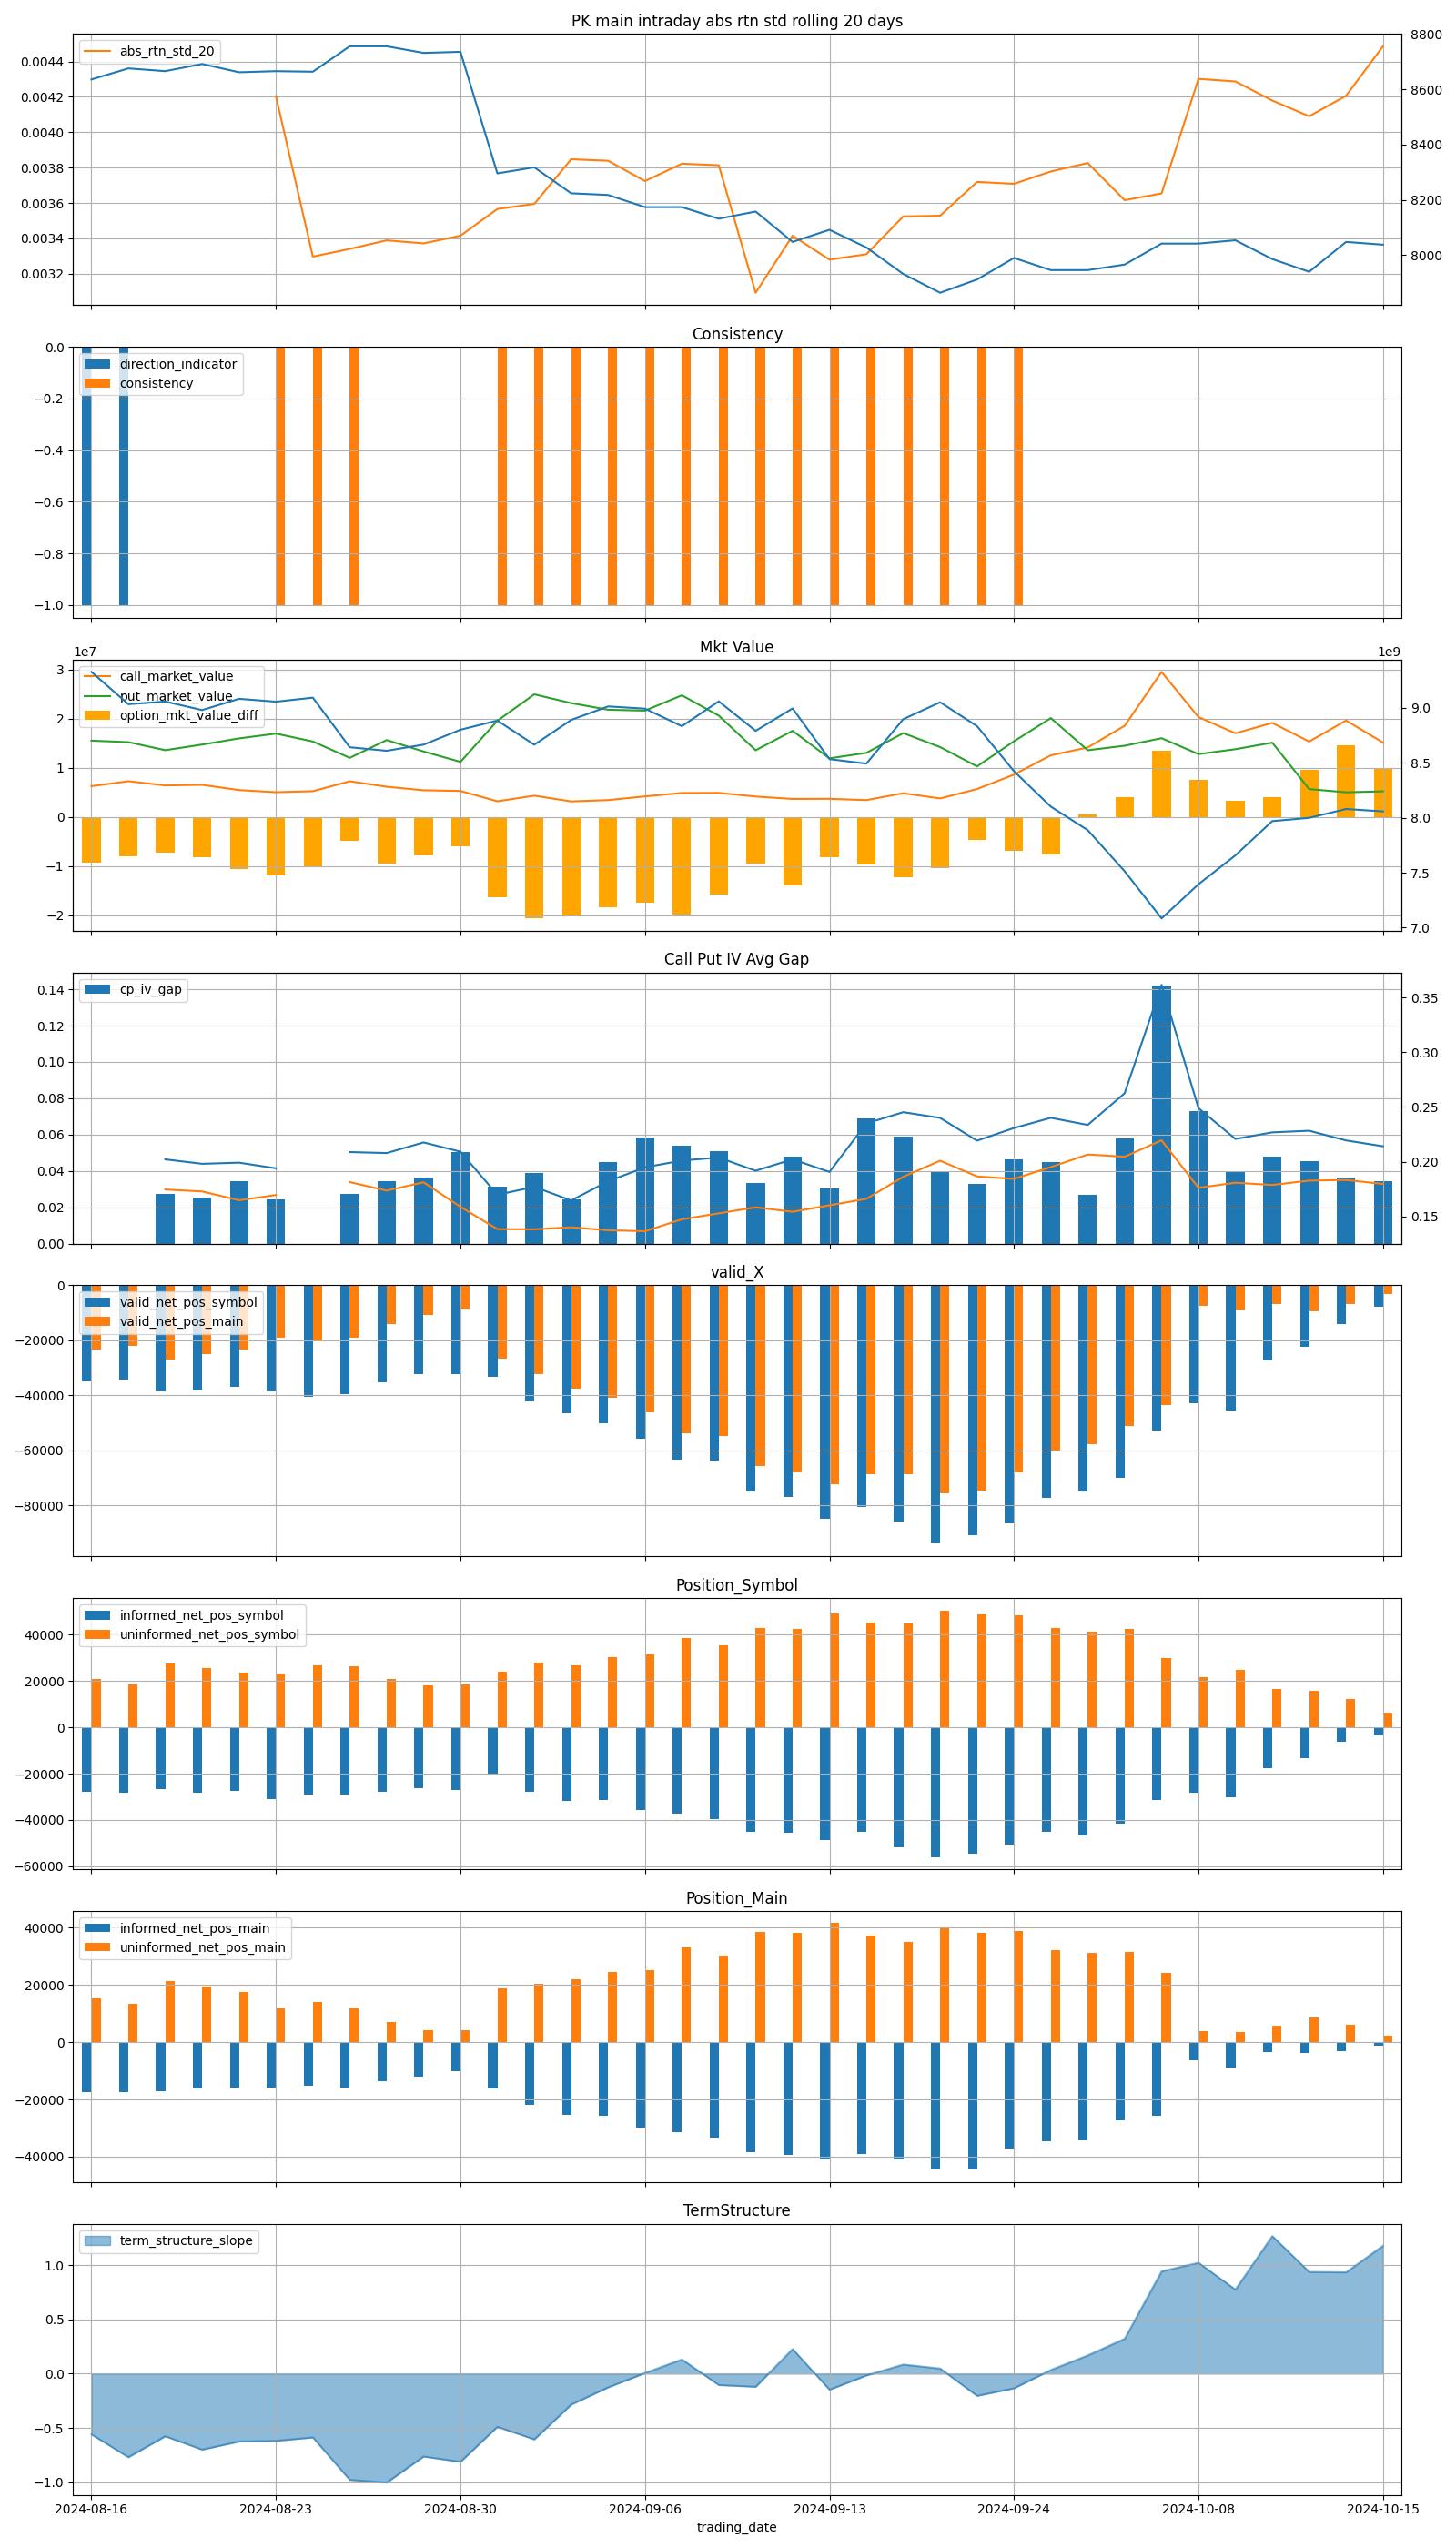 PK main intraday abs rtn std rolling 20 days
abs_rtn_std_20
0.0044
0.0042
0.0040
0.0038
0.0036
0.0034
0.0032
8800
8600
8400
8200
8000
Consistency
direction_indicator
consistency
0.0
−0.2
−0.4
−0.6
−0.8
−1.0
Mkt Value
1e7
1e9
call_market_value
put_market_value
option_mkt_value_diff
3
2
1
0
−1
−2
9.0
8.5
8.0
7.5
7.0
Call Put IV Avg Gap
cp_iv_gap
0.14
0.12
0.10
0.08
0.06
0.04
0.02
0.00
0.35
0.30
0.25
0.20
0.15
valid_X
valid_net_pos_symbol
valid_net_pos_main
0
−20000
−40000
−60000
−80000
Position_Symbol
informed_net_pos_symbol
uninformed_net_pos_symbol
40000
20000
0
−20000
−40000
−60000
Position_Main
informed_net_pos_main
uninformed_net_pos_main
40000
20000
0
−20000
−40000
TermStructure
term_structure_slope
1.0
0.5
0.0
−0.5
−1.0
2024-08-16 2024-08-23 2024-08-30 2024-09-06 2024-09-13 2024-09-24 2024-10-08 2024-10-15
trading_date